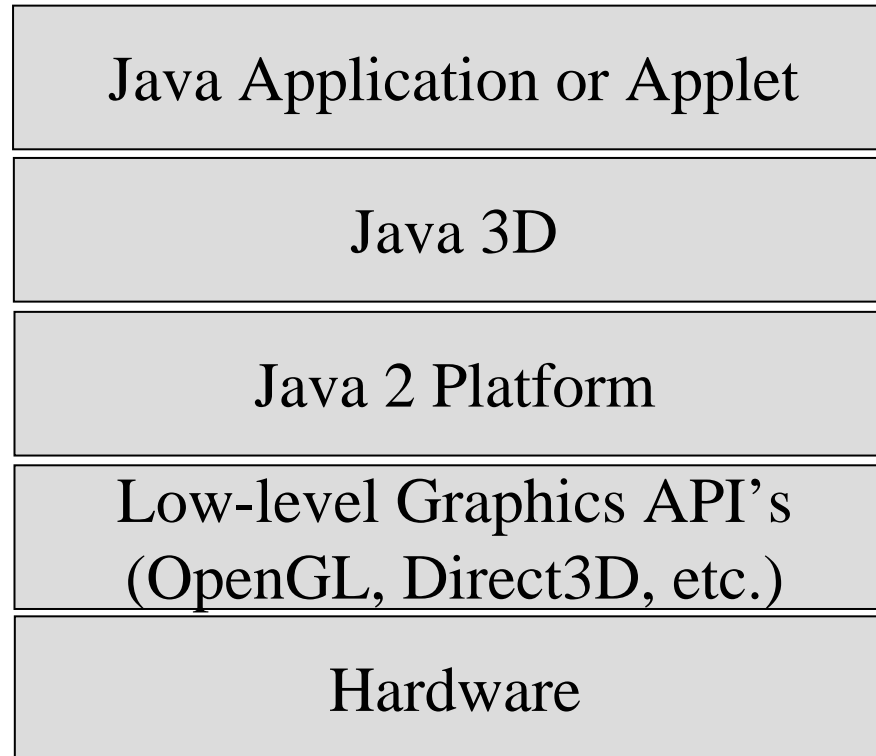 Java Application or Applet
Java 3D
Java 2 Platform
Low-level Graphics API’s
(OpenGL, Direct3D, etc.)
Hardware